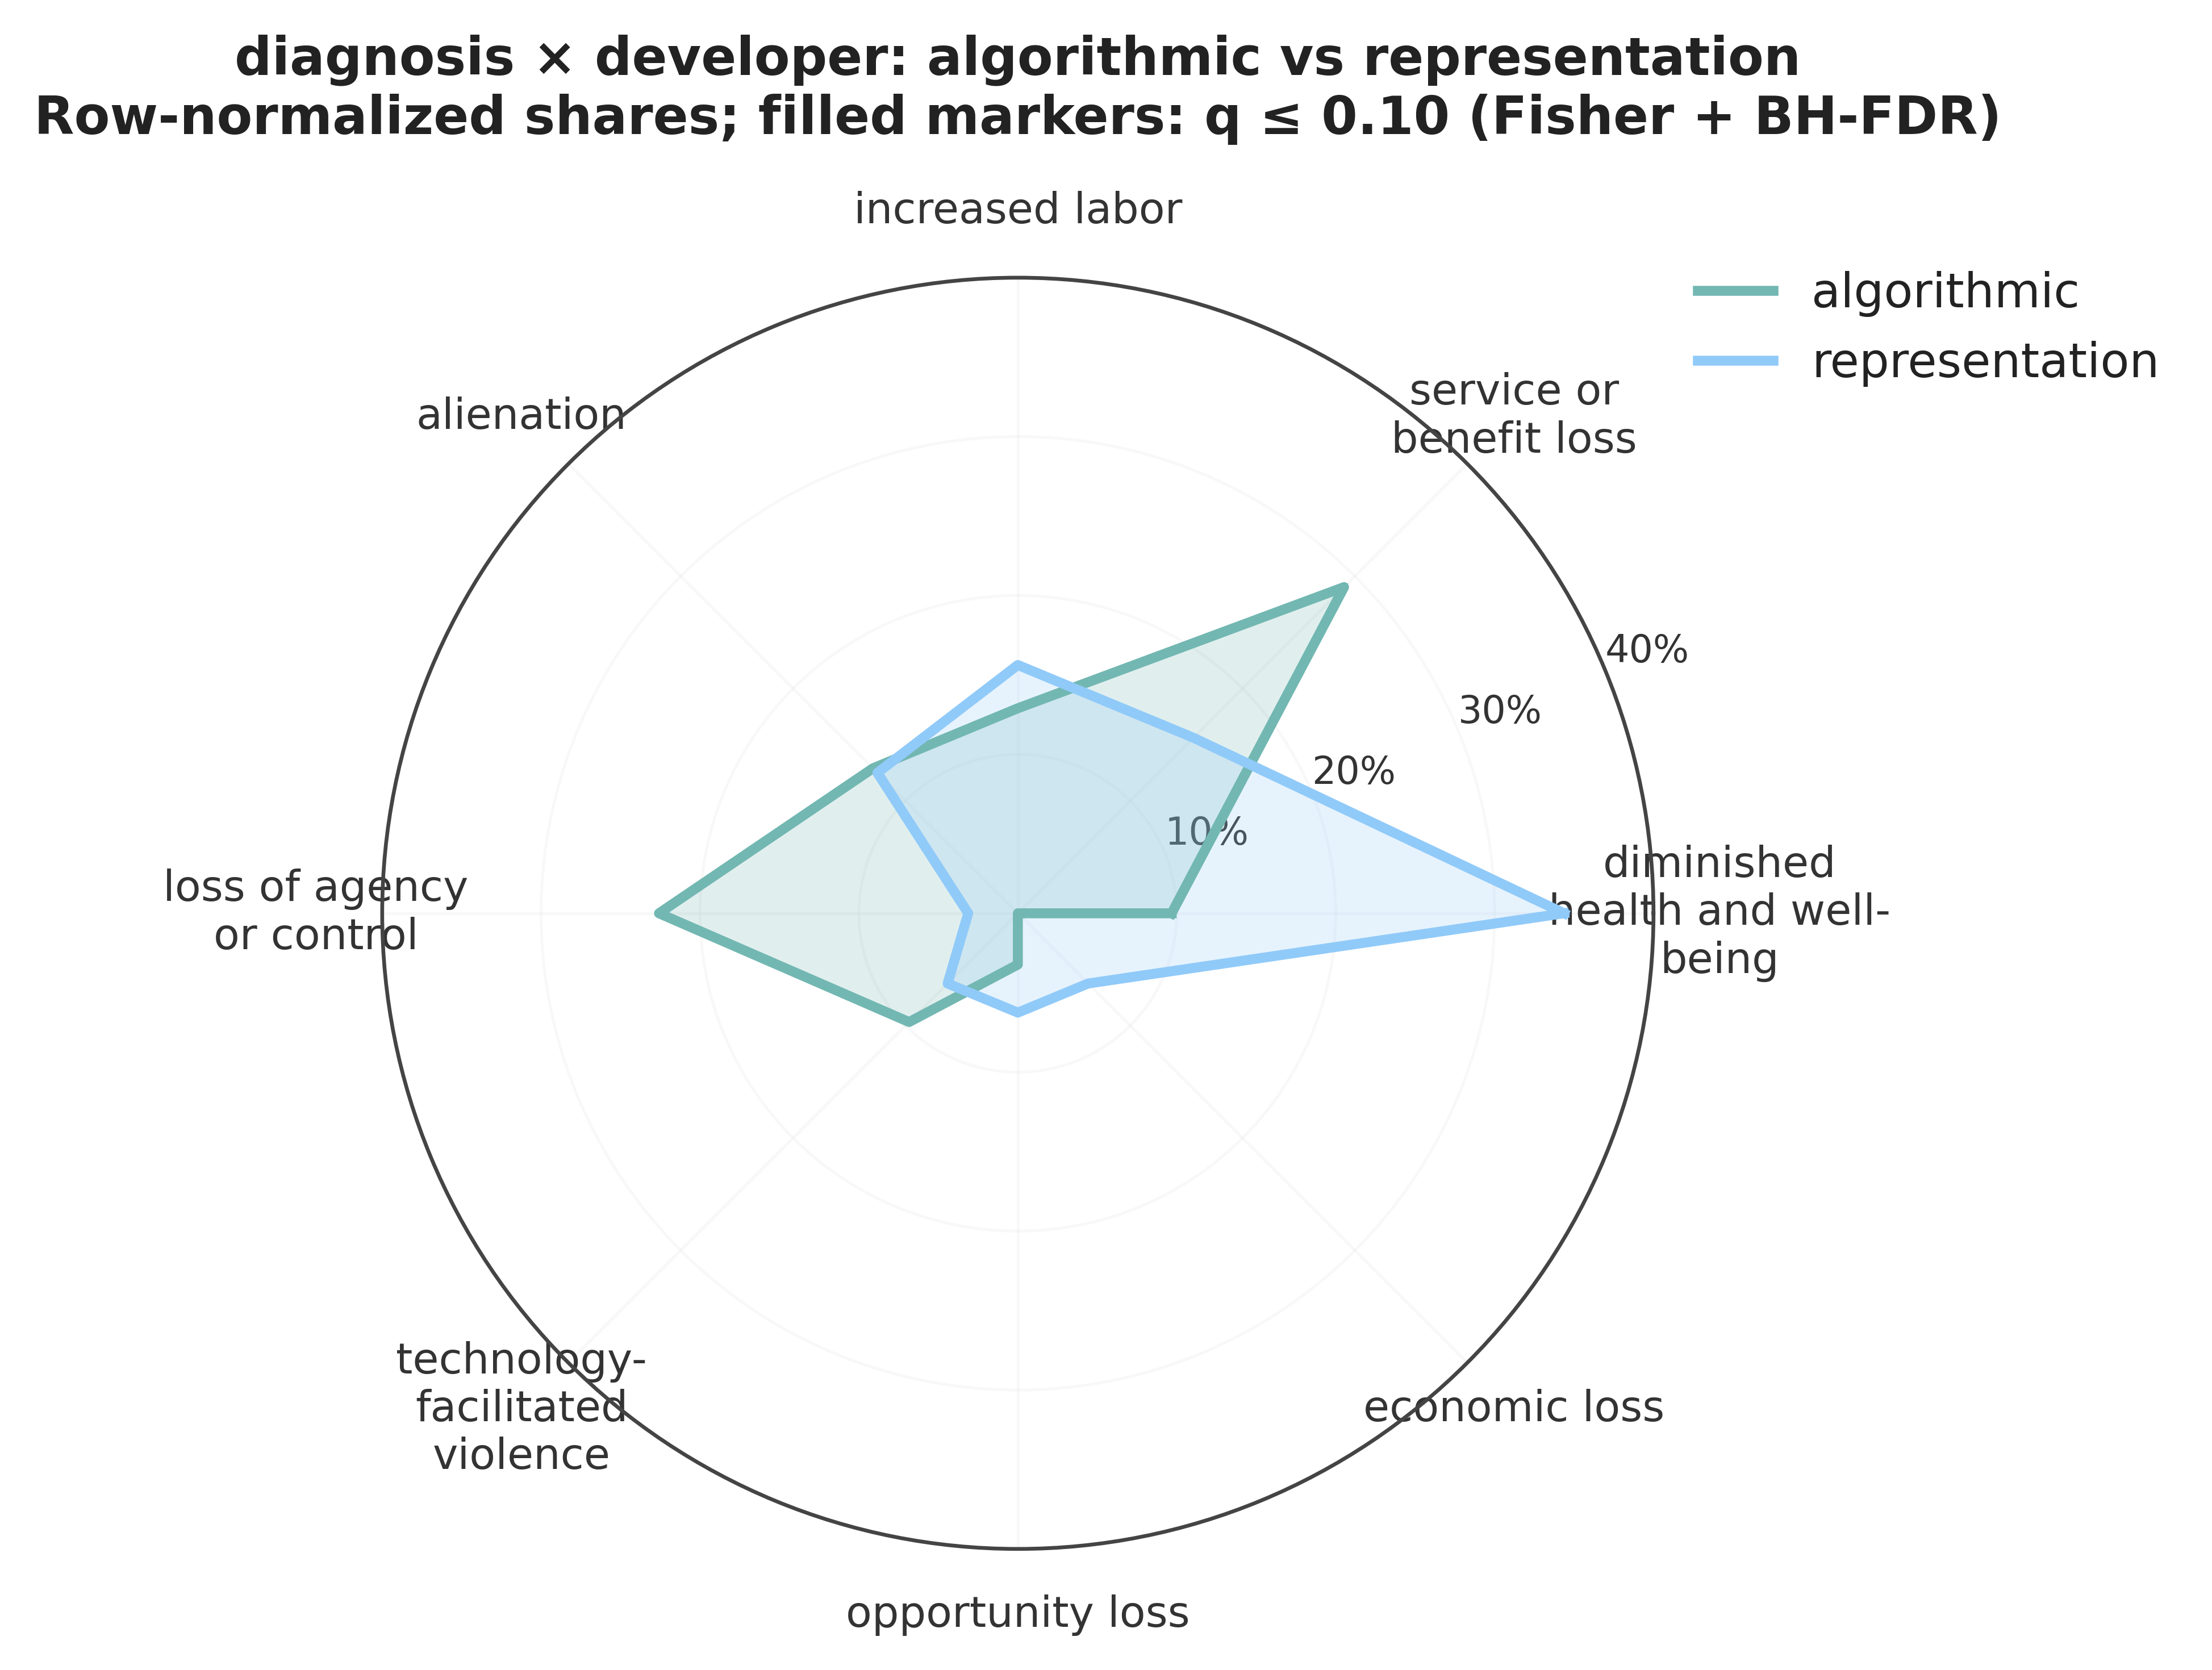 diagnosis × developer: algorithmic vs representation
Row-normalized shares; filled markers: q ≤ 0.10 (Fisher + BH-FDR)
increased labor
algorithmic
representation
service or
benefit loss
alienation
40%
30%
20%
10%
diminished
health and well-
being
loss of agency
or control
technology-
facilitated
violence
economic loss
opportunity loss